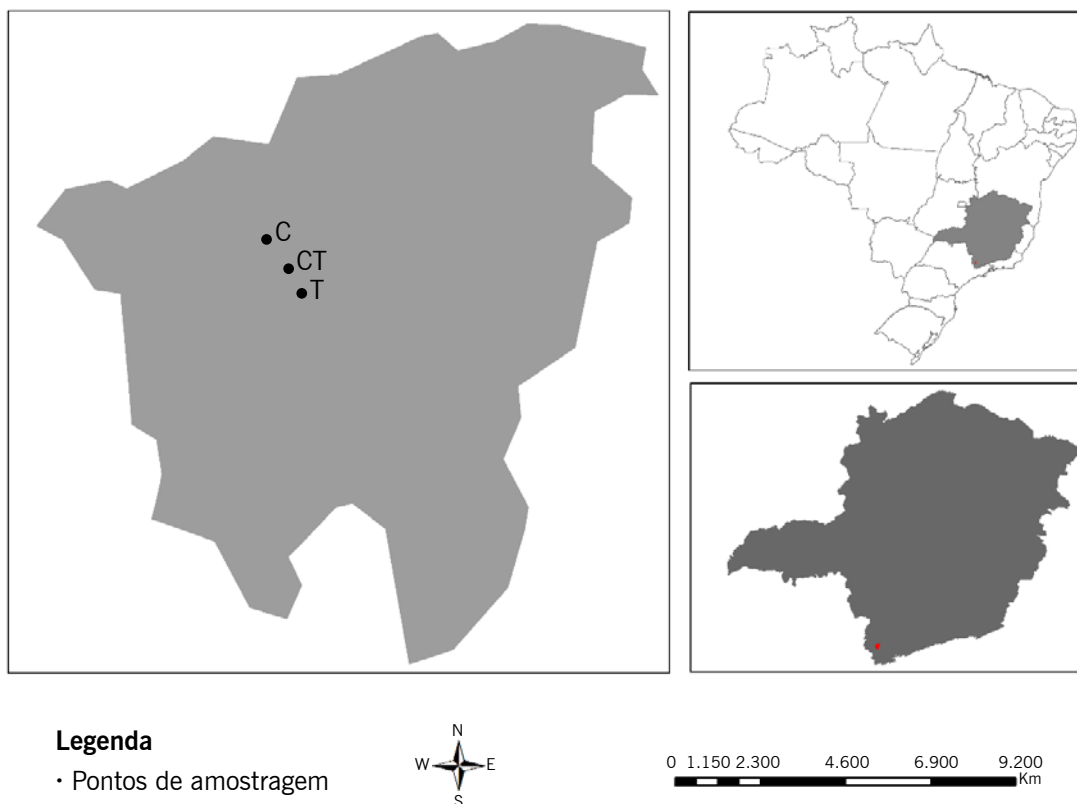 C
CT
T
Legenda
· Pontos de amostragem
N
W E
S
0 1.150 2.300 4.600 6.900 9.200
Km